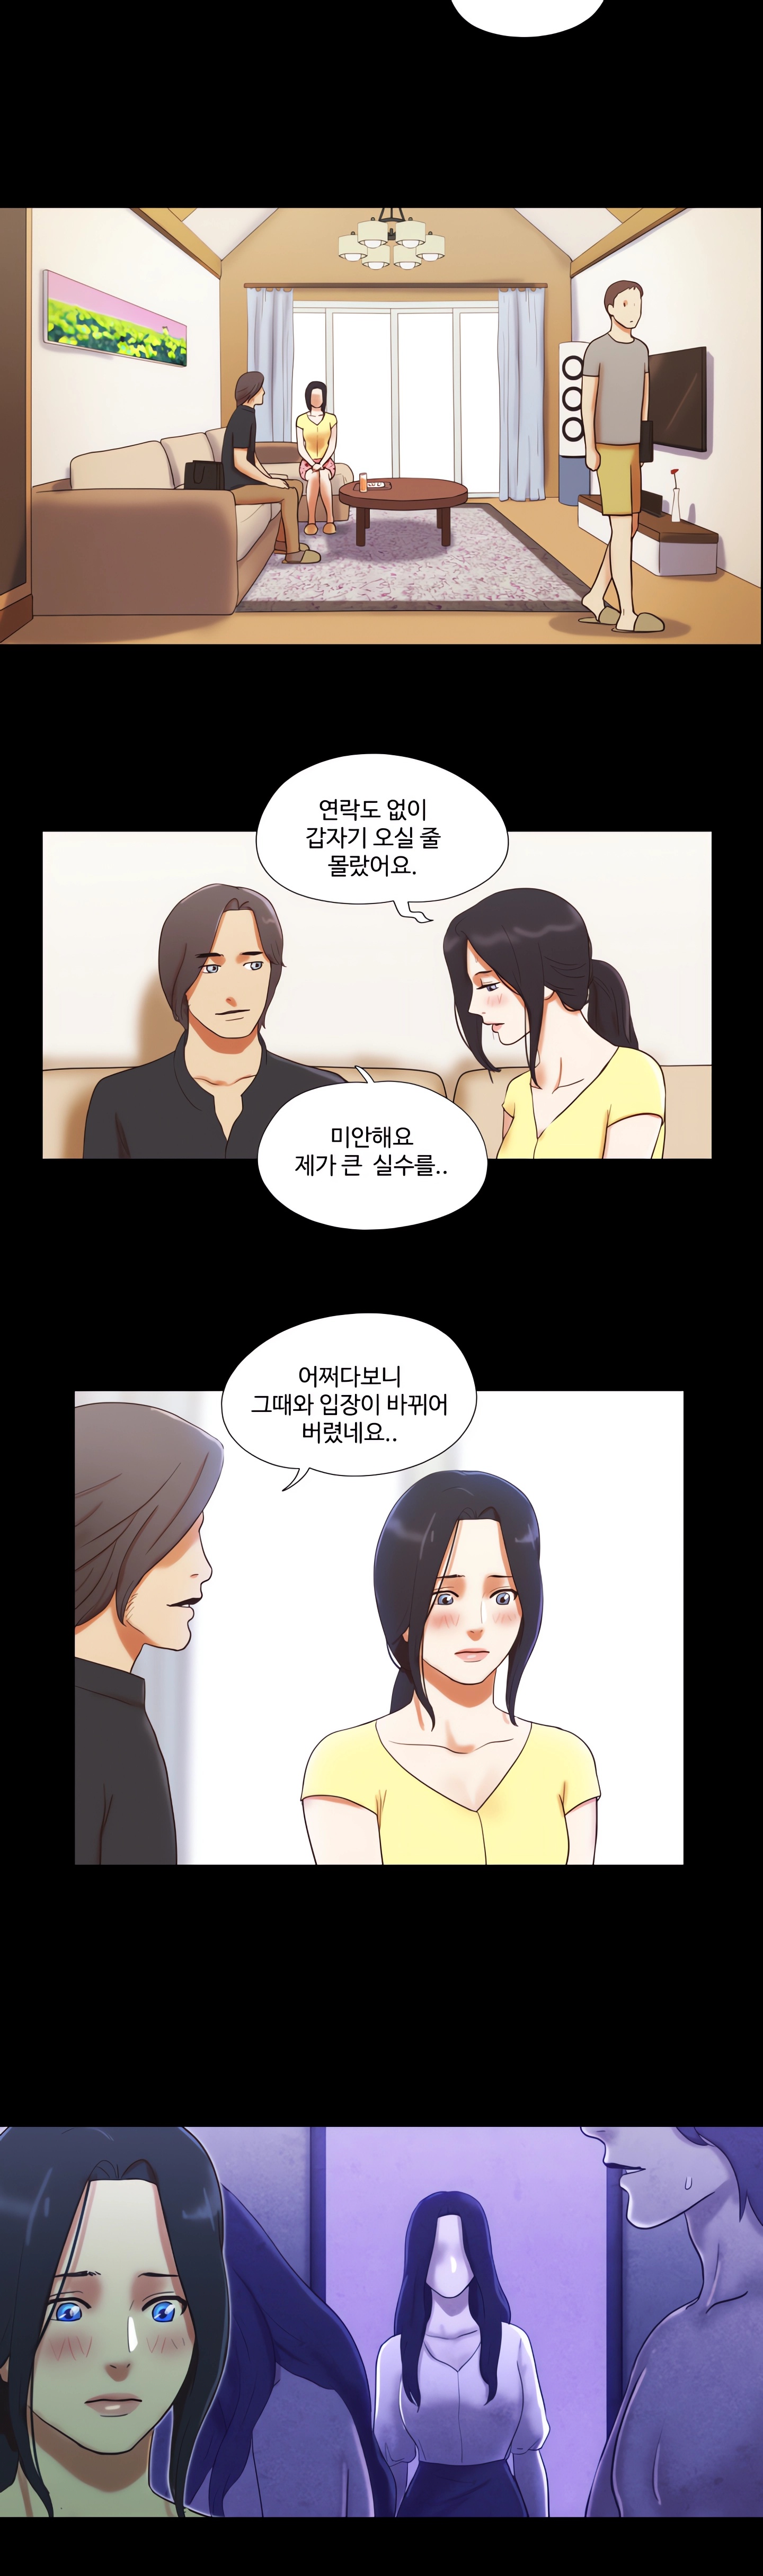 연락도 없이
갑자기 오실 줄
몰랐어요.
미안해요
제가 큰 실수를..
어쩌다보니
그때와 입장이 바뀌어
버렸네요..